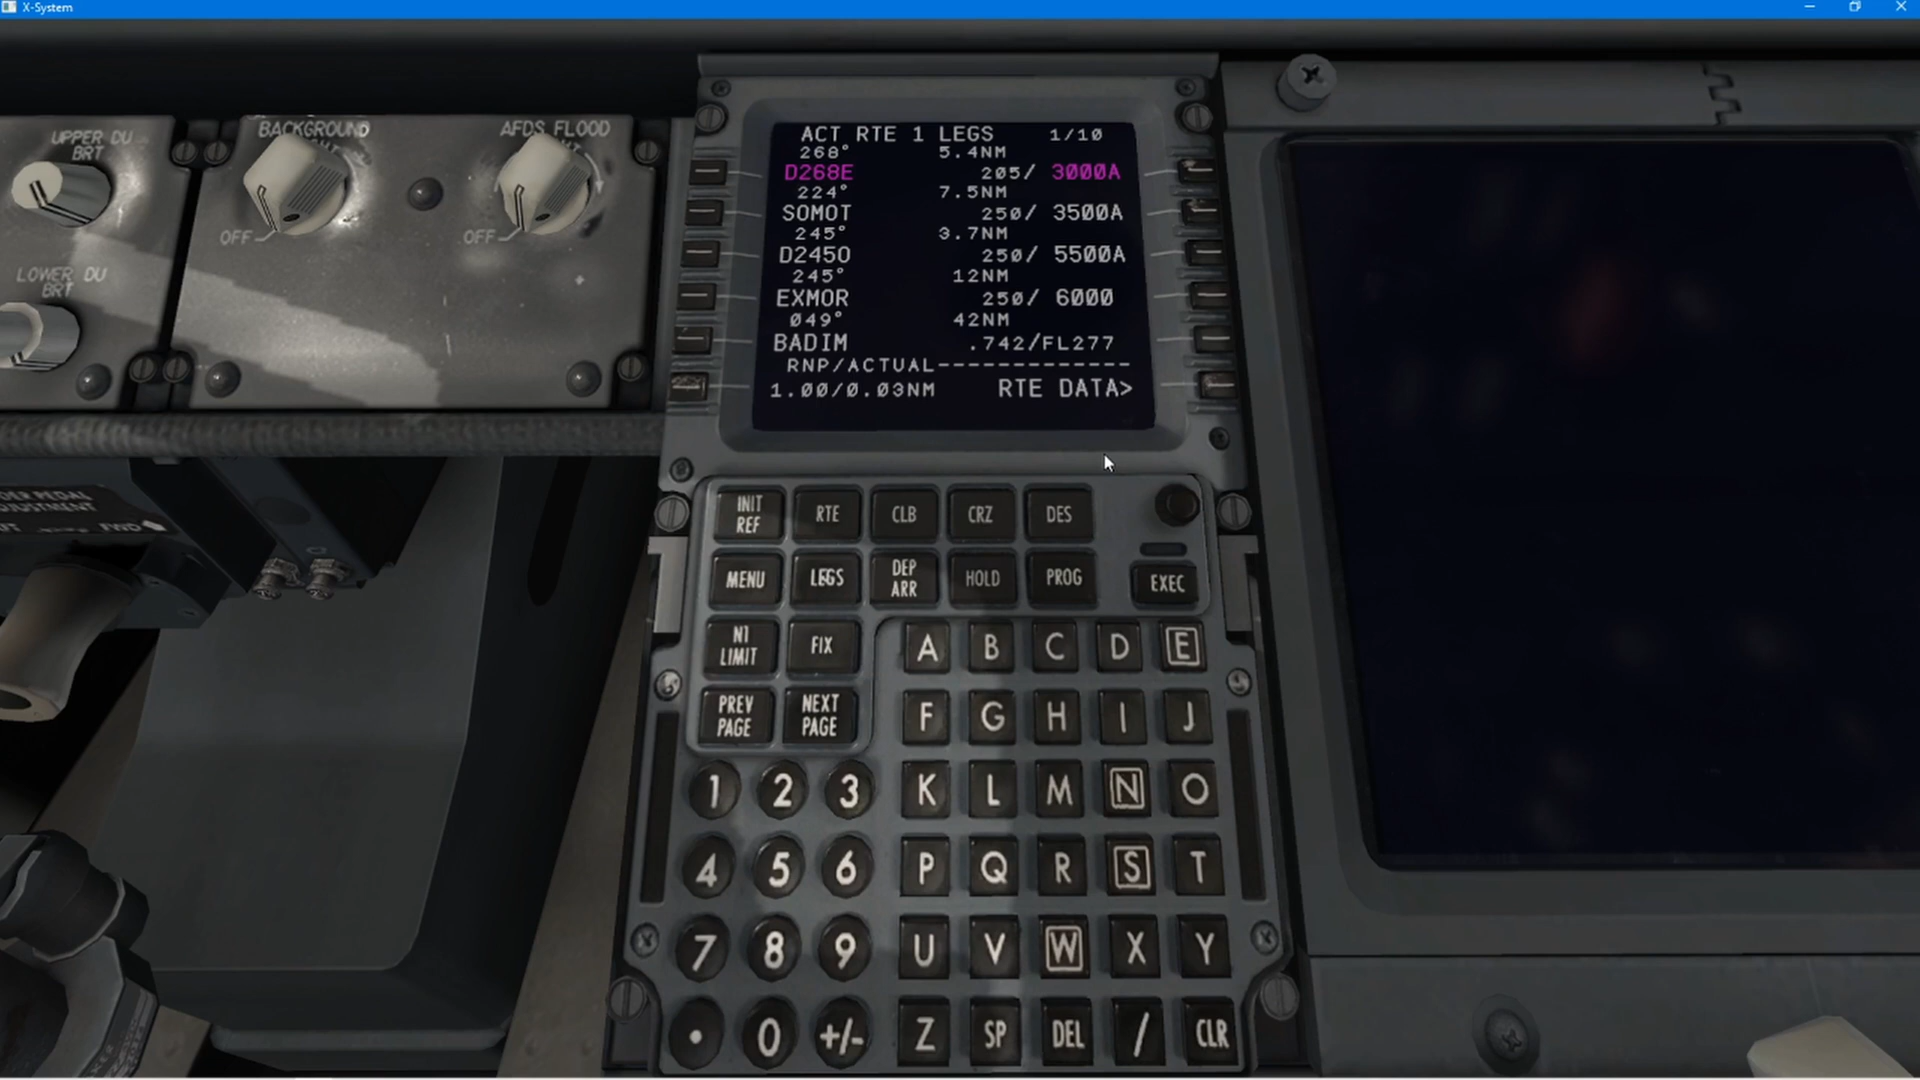 X-System
UPPER DU
BRT
BACKGROUND
AFDS FLOOD
OFF
OFF
LOWER DU
BRT
ACT RTE 1 LEGS 1/10
268° 5.4NM
D268E 205/ 3000A
224° 7.5NM
SOMOT 250/ 3500A
245° 3.7NM
D245O 250/ 5500A
245° 12NM
EXMOR 250/ 6000
049° 42NM
BADIM .742/FL277
RNP/ACTUAL--------------
1.00/0.03NM RTE DATA>
PEDAL
FWD
INIT REF RTE CLB CRZ DES
MENU LEGS DEP ARR HOLD PROG EXEC
N1 LIMIT FIX
A B C D E
PREV PAGE NEXT PAGE
F G H I J
1 2 3 K L M N O
4 5 6 P Q R S T
7 8 9 U V W X Y
. 0 +/- Z SP DEL / CLR